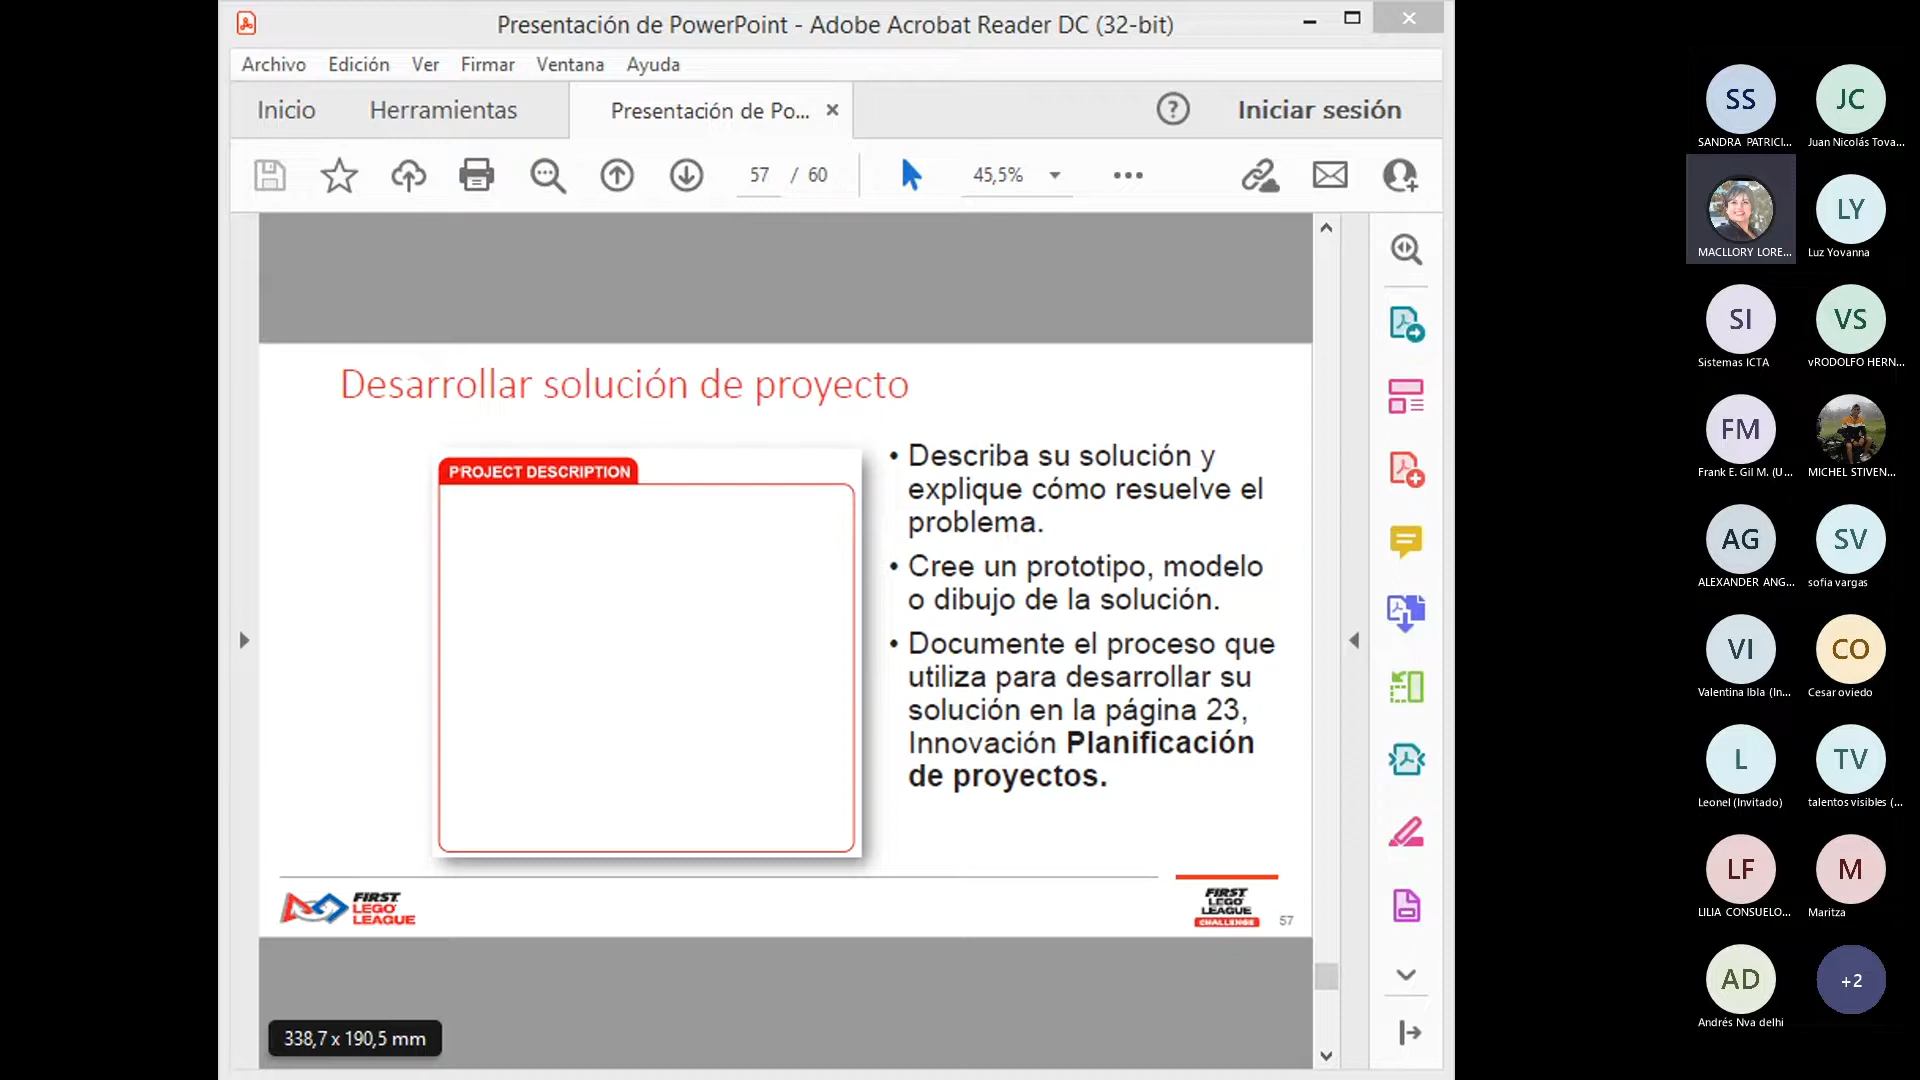 Presentación de PowerPoint - Adobe Acrobat Reader DC (32-bit)
Archivo Edición Ver Firmar Ventana Ayuda
Inicio Herramientas Presentación de Po... Iniciar sesión
57 / 60 45,5%
Desarrollar solución de proyecto
PROJECT DESCRIPTION
• Describa su solución y
explique cómo resuelve el
problema.
• Cree un prototipo, modelo
o dibujo de la solución.
• Documente el proceso que
utiliza para desarrollar su
solución en la página 23,
Innovación Planificación
de proyectos.
FIRST
LEGO
LEAGUE
FIRST
LEGO
LEAGUE
CHALLENGE
57
338,7 x 190,5 mm
SS JC
SANDRA PATRICI... Juan Nicolás Tova...
LY
MACLLORY LORE... Luz Yovanna
SI VS
Sistemas ICTA vRODOLFO HERN...
FM
Frank E. Gil M. (U... MICHEL STIVEN...
AG SV
ALEXANDER ANG... sofia vargas
VI CO
Valentina Ibla (In... Cesar oviedo
L TV
Leonel (Invitado) talentos visibles (...
LF M
LILIA CONSUELO... Maritza
AD +2
Andrés Nva delhi